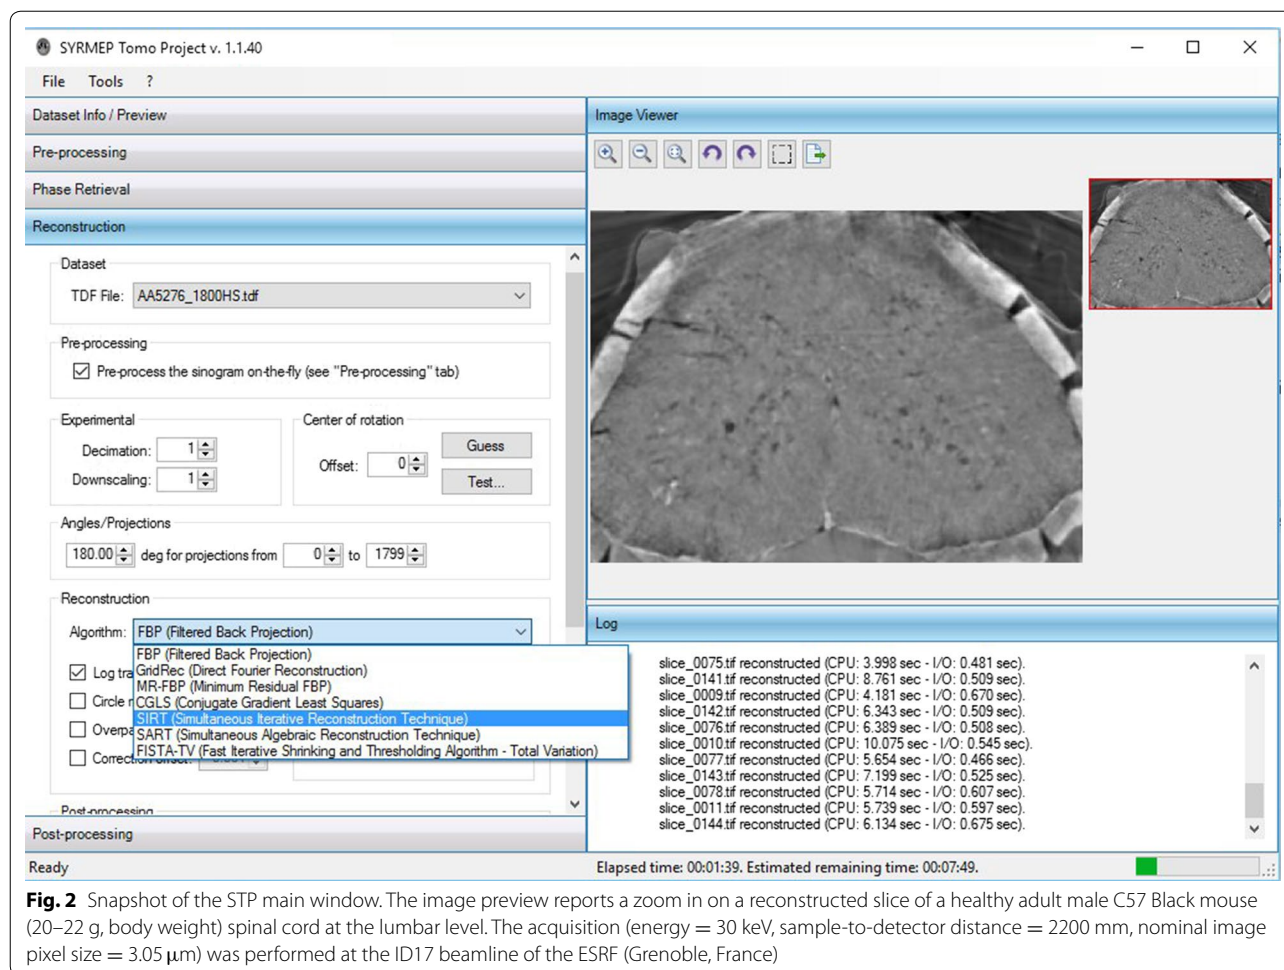 SYRMEP Tomo Project v. 1.1.40
File Tools ?
Dataset Info / Preview
Pre-processing
Phase Retrieval
Reconstruction
Dataset
TDF File: AA5276_1800HS.tdf
Pre-processing
Pre-process the sinogram on-the-fly (see "Pre-processing" tab)
Experimental
Decimation: 1
Downscaling: 1
Center of rotation
Offset: 0
Guess
Test...
Angles/Projections
180.00 deg for projections from 0 to 1799
Reconstruction
Algorithm: FBP (Filtered Back Projection)
FBP (Filtered Back Projection)
GridRec (Direct Fourier Reconstruction)
MR-FBP (Minimum Residual FBP)
CGLS (Conjugate Gradient Least Squares)
SIRT (Simultaneous Iterative Reconstruction Technique)
SART (Simultaneous Algebraic Reconstruction Technique)
FISTA-TV (Fast Iterative Shrinking and Thresholding Algorithm - Total Variation)
Log tra
Circle
Overpa
Correction offset:
Post-processing
Post-processing
Ready
Image Viewer
Log
slice_0075.tif reconstructed (CPU: 3.998 sec - I/O: 0.481 sec).
slice_0141.tif reconstructed (CPU: 8.761 sec - I/O: 0.509 sec).
slice_0009.tif reconstructed (CPU: 4.181 sec - I/O: 0.670 sec).
slice_0142.tif reconstructed (CPU: 6.343 sec - I/O: 0.509 sec).
slice_0076.tif reconstructed (CPU: 6.389 sec - I/O: 0.508 sec).
slice_0010.tif reconstructed (CPU: 10.075 sec - I/O: 0.545 sec).
slice_0077.tif reconstructed (CPU: 5.654 sec - I/O: 0.466 sec).
slice_0143.tif reconstructed (CPU: 7.199 sec - I/O: 0.525 sec).
slice_0078.tif reconstructed (CPU: 5.714 sec - I/O: 0.607 sec).
slice_0011.tif reconstructed (CPU: 5.739 sec - I/O: 0.597 sec).
slice_0144.tif reconstructed (CPU: 6.134 sec - I/O: 0.675 sec).
Elapsed time: 00:01:39. Estimated remaining time: 00:07:49.
Fig. 2 Snapshot of the STP main window. The image preview reports a zoom in on a reconstructed slice of a healthy adult male C57 Black mouse
(20–22 g, body weight) spinal cord at the lumbar level. The acquisition (energy = 30 keV, sample-to-detector distance = 2200 mm, nominal image
pixel size = 3.05 μm) was performed at the ID17 beamline of the ESRF (Grenoble, France)